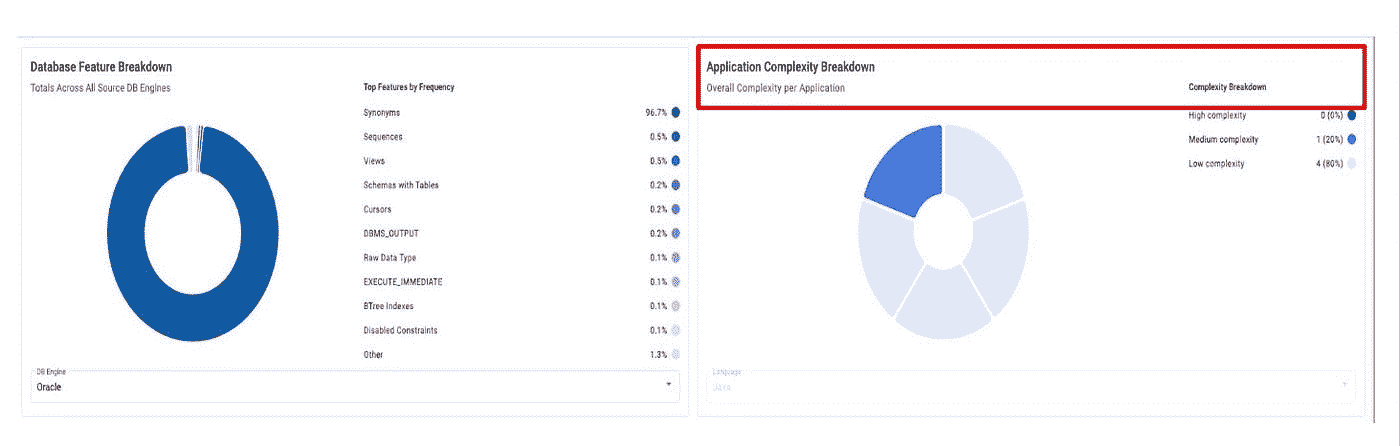 Database Feature Breakdown
Totals Across All Source DB Engines
Top Features by Frequency
Synonyms 96.7%
Sequences 0.5%
Views 0.5%
Schemas with Tables 0.2%
Cursors 0.2%
DBMS_OUTPUT 0.2%
Raw Data Type 0.1%
EXECUTE_IMMEDIATE 0.1%
BTree Indexes 0.1%
Disabled Constraints 0.1%
Other 1.3%
DB Engine
Oracle
Application Complexity Breakdown
Overall Complexity per Application
Complexity Breakdown
High complexity 0 (0%)
Medium complexity 1 (20%)
Low complexity 4 (80%)
Language